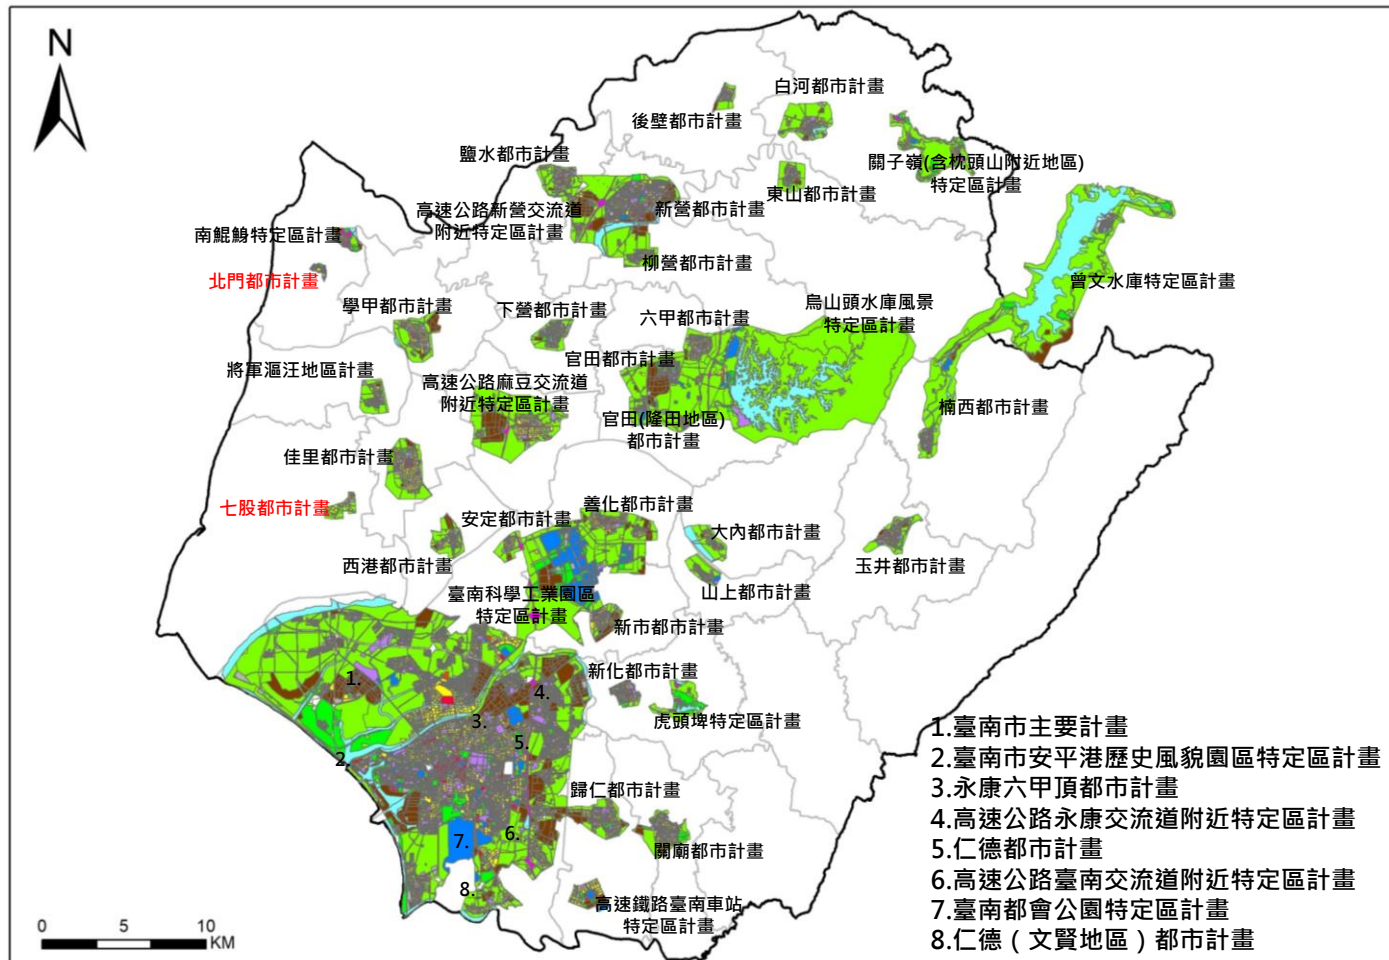 N
白河都市計畫
後壁都市計畫
鹽水都市計畫
關子嶺(含枕頭山附近地區)
特定區計畫
東山都市計畫
高速公路新營交流道
附近特定區計畫
新營都市計畫
南鯤鯓特定區計畫
柳營都市計畫
北門都市計畫
曾文水庫特定區計畫
學甲都市計畫
下營都市計畫
六甲都市計畫
烏山頭水庫風景
特定區計畫
官田都市計畫
將軍漚汪地區計畫
高速公路麻豆交流道
附近特定區計畫
楠西都市計畫
官田(隆田地區)
都市計畫
佳里都市計畫
七股都市計畫
善化都市計畫
安定都市計畫
大內都市計畫
西港都市計畫
玉井都市計畫
臺南科學工業園區
特定區計畫
山上都市計畫
新市都市計畫
新化都市計畫
虎頭埤特定區計畫
1.
4.
3.
5.
2.
歸仁都市計畫
6.
7.
關廟都市計畫
8.
高速鐵路臺南車站
特定區計畫
1.臺南市主要計畫
2.臺南市安平港歷史風貌園區特定區計畫
3.永康六甲頂都市計畫
4.高速公路永康交流道附近特定區計畫
5.仁德都市計畫
6.高速公路臺南交流道附近特定區計畫
7.臺南都會公園特定區計畫
8.仁德（文賢地區）都市計畫
0 5 10
KM